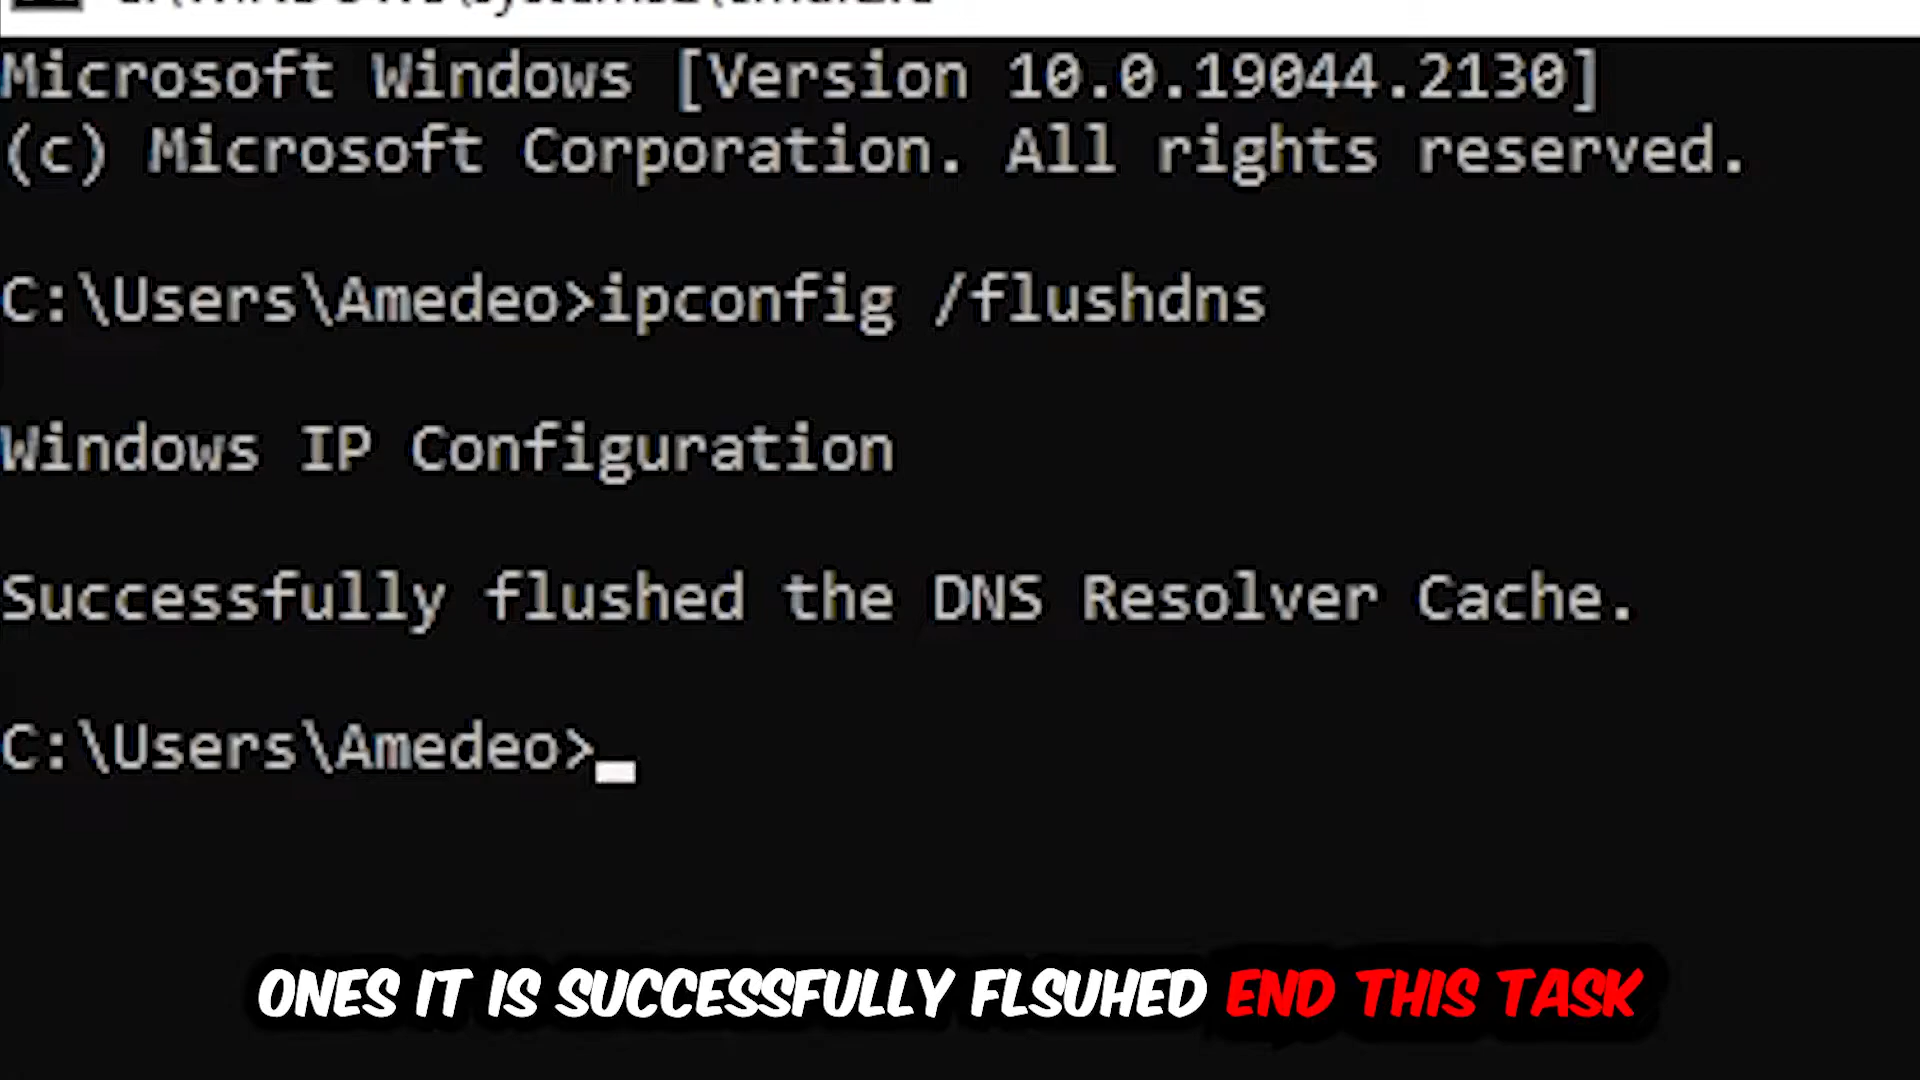 Microsoft Windows [Version 10.0.19044.2130]
(c) Microsoft Corporation. All rights reserved.
C:\Users\Amedeo>ipconfig /flushdns
Windows IP Configuration
Successfully flushed the DNS Resolver Cache.
C:\Users\Amedeo>
ONES IT IS SUCCESSFULLY FLSUHED END THIS TASK